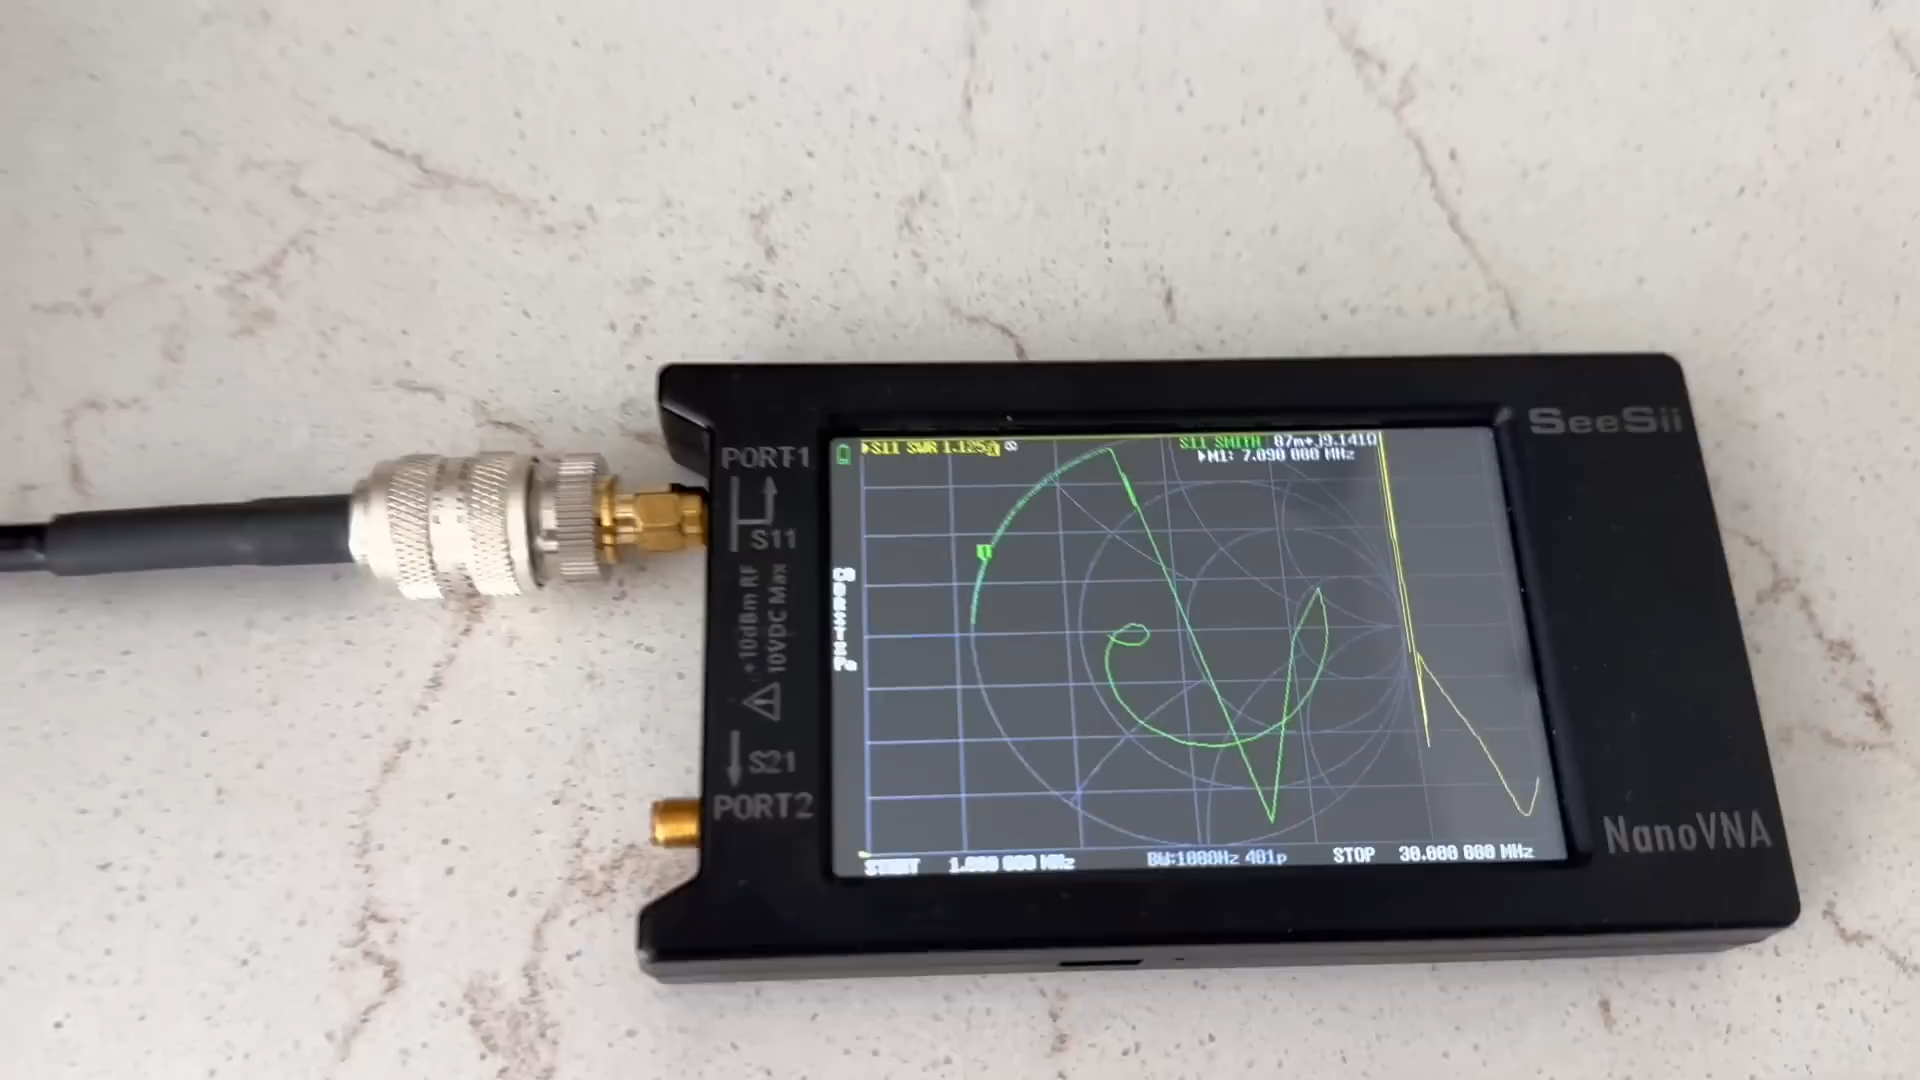 SeeSii
PORT1
S11
+10dBm RF
10VDC Max
S21
PORT2
NanoVNA
S11 SWR 1.125/ ∞
S11 SMITH 87m+J9.141Ω
M1: 7.090 000 MHz
1
START 1.000 000 MHz
BW:1000Hz 401p
STOP 30.000 000 MHz